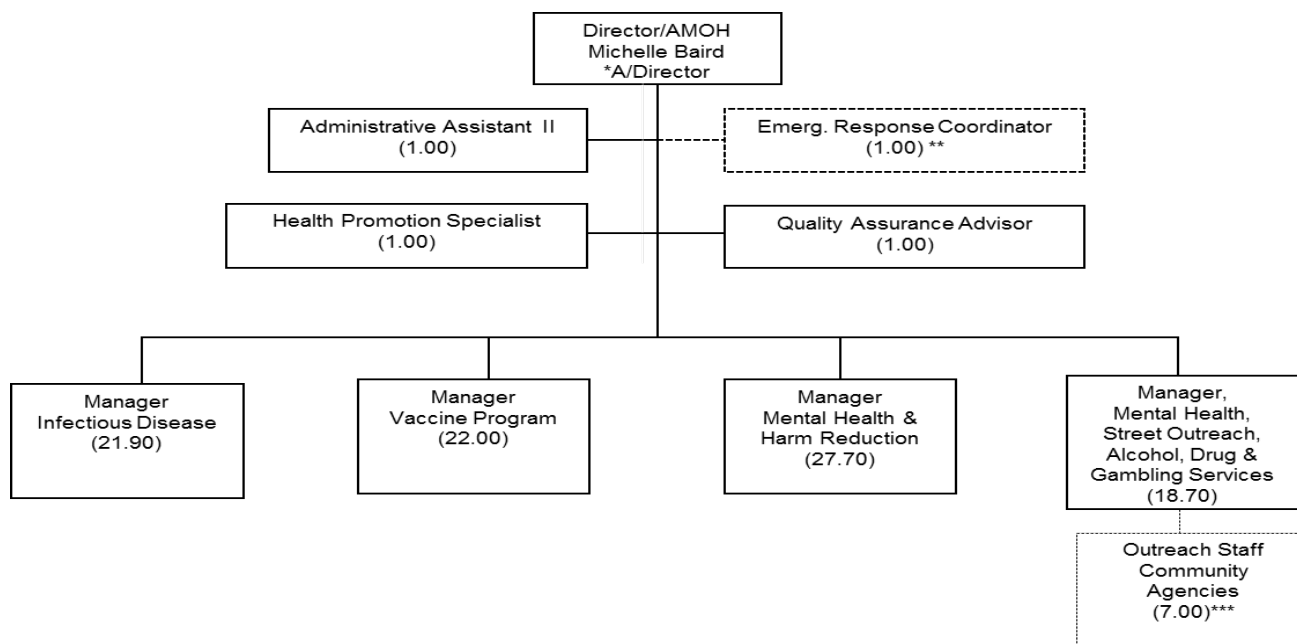 Director/AMOH
Michelle Baird
*A/Director
Administrative Assistant II
(1.00)
Emerg. Response Coordinator
(1.00) **
Health Promotion Specialist
(1.00)
Quality Assurance Advisor
(1.00)
Manager
Infectious Disease
(21.90)
Manager
Vaccine Program
(22.00)
Manager
Mental Health &
Harm Reduction
(27.70)
Manager,
Mental Health,
Street Outreach,
Alcohol, Drug &
Gambling Services
(18.70)
Outreach Staff
Community
Agencies
(7.00)***